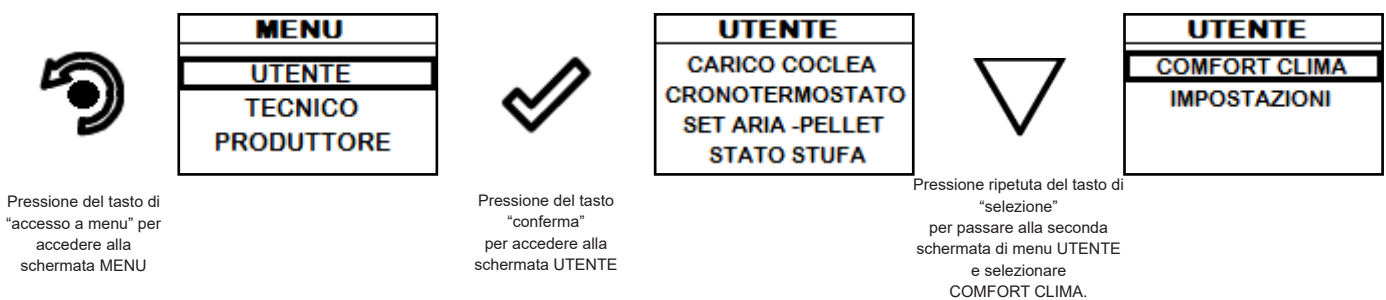 MENU
UTENTE
TECNICO
PRODUTTORE
UTENTE
CARICO COCLEA
CRONOTERMOSTATO
SET ARIA -PELLET
STATO STUFA
UTENTE
COMFORT CLIMA
IMPOSTAZIONI
Pressione del tasto di
“accesso a menu” per
accedere alla
schermata MENU
Pressione del tasto
“conferma”
per accedere alla
schermata UTENTE
Pressione ripetuta del tasto di
“selezione”
per passare alla seconda
schermata di menu UTENTE
e selezionare
COMFORT CLIMA.